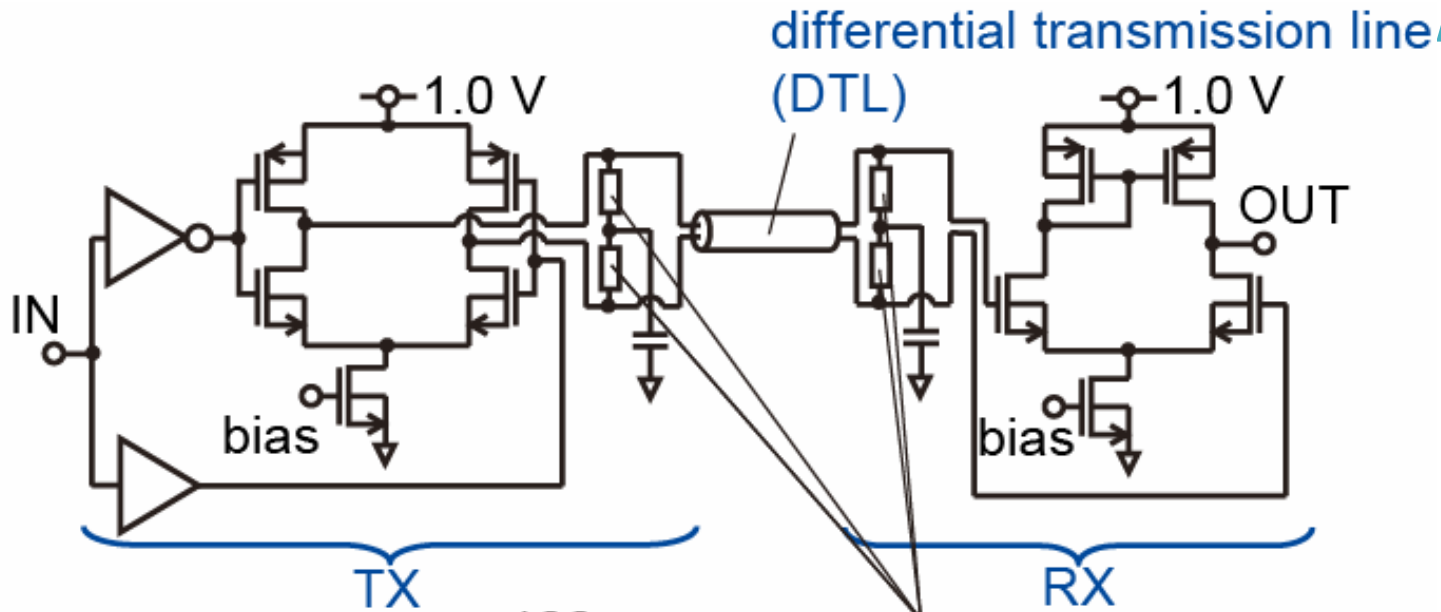 differential transmission line
(DTL)
1.0 V
1.0 V
OUT
IN
bias
bias
TX
RX